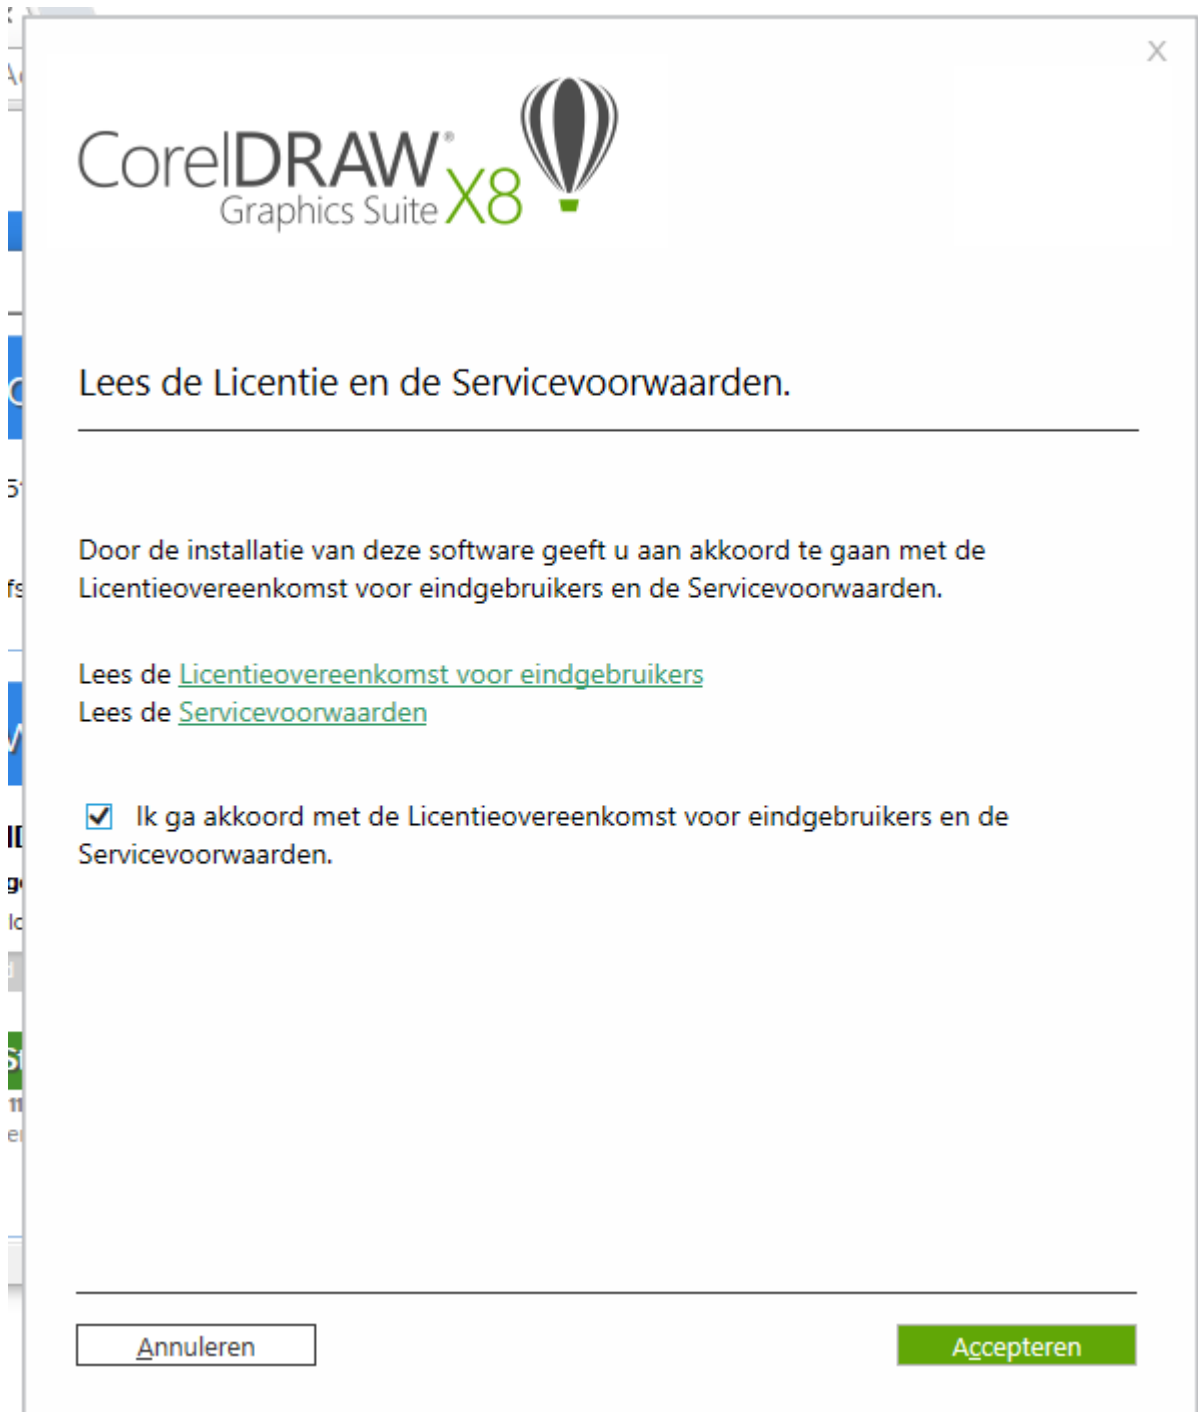 X
CorelDRAW®
Graphics Suite X8
Lees de Licentie en de Servicevoorwaarden.
Door de installatie van deze software geeft u aan akkoord te gaan met de
Licentieovereenkomst voor eindgebruikers en de Servicevoorwaarden.
Lees de Licentieovereenkomst voor eindgebruikers
Lees de Servicevoorwaarden
Ik ga akkoord met de Licentieovereenkomst voor eindgebruikers en de
Servicevoorwaarden.
Annuleren
Accepteren